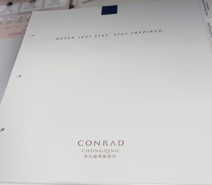 NEVER JUST STAY. STAY INSPIRED.
CONRAD
CHONGQING